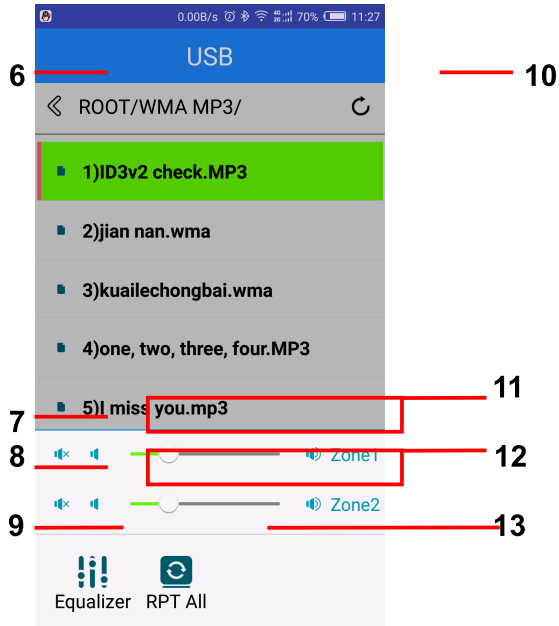 0.00B/s 4G 2G 70% 11:27
USB
6
10
ROOT/WMA MP3/
1)ID3v2 check.MP3
2)jian nan.wma
3)kuailechongbai.wma
4)one, two, three, four.MP3
11
5)I miss you.mp3
7
8
Zone1
12
Zone2
9
13
Equalizer RPT All